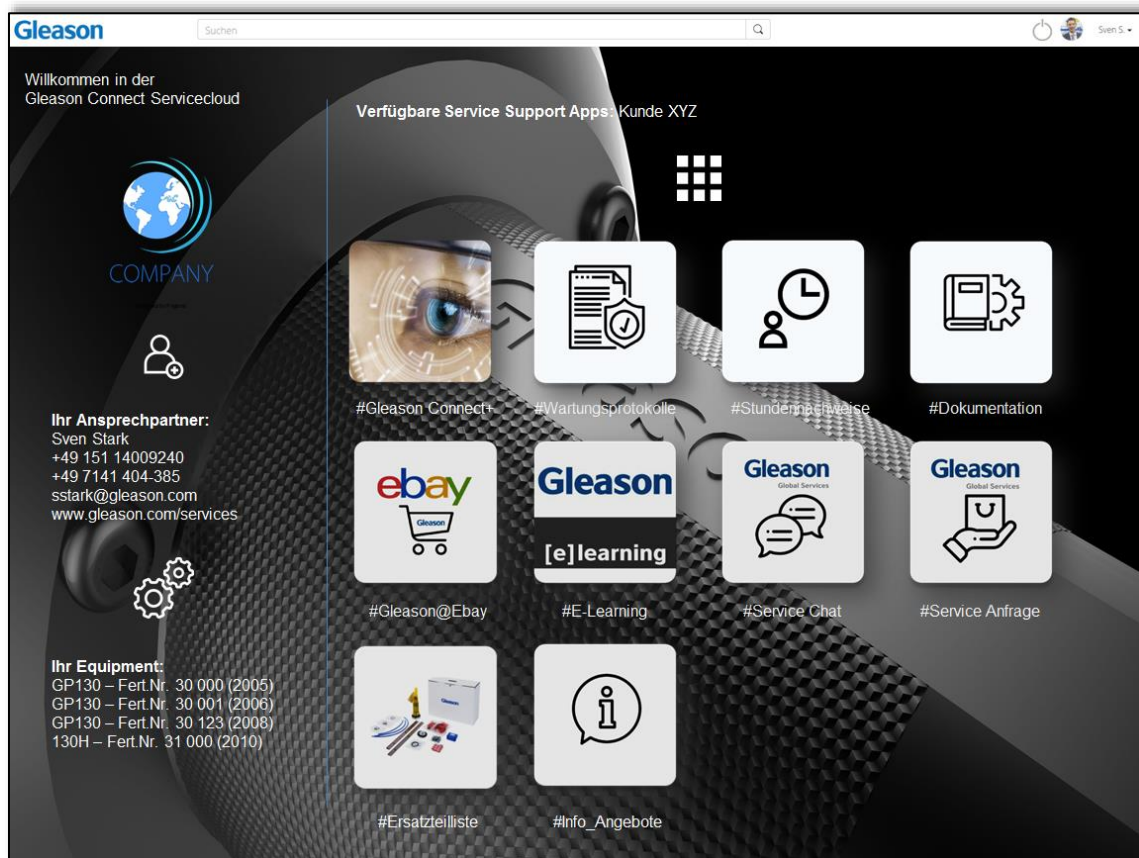 Gleason
Suchen
Sven S.
Willkommen in der
Gleason Connect Servicecloud
COMPANY
Ihr Ansprechpartner:
Sven Stark
+49 151 14009240
+49 7141 404-385
sstark@gleason.com
www.gleason.com/services
Ihr Equipment:
GP130 – Fert.Nr. 30 000 (2005)
GP130 – Fert.Nr. 30 001 (2006)
GP130 – Fert.Nr. 30 123 (2008)
130H – Fert.Nr. 31 000 (2010)
Verfügbare Service Support Apps: Kunde XYZ
#Gleason Connect+
#Wartungsprotokolle
#Stundennachweise
#Dokumentation
ebay
Gleason
#Gleason@Ebay
Gleason
[e]learning
#E-Learning
Gleason
Global Services
#Service Chat
Gleason
Global Services
#Service Anfrage
Gleason
#Ersatzteilliste
#Info_Angebote